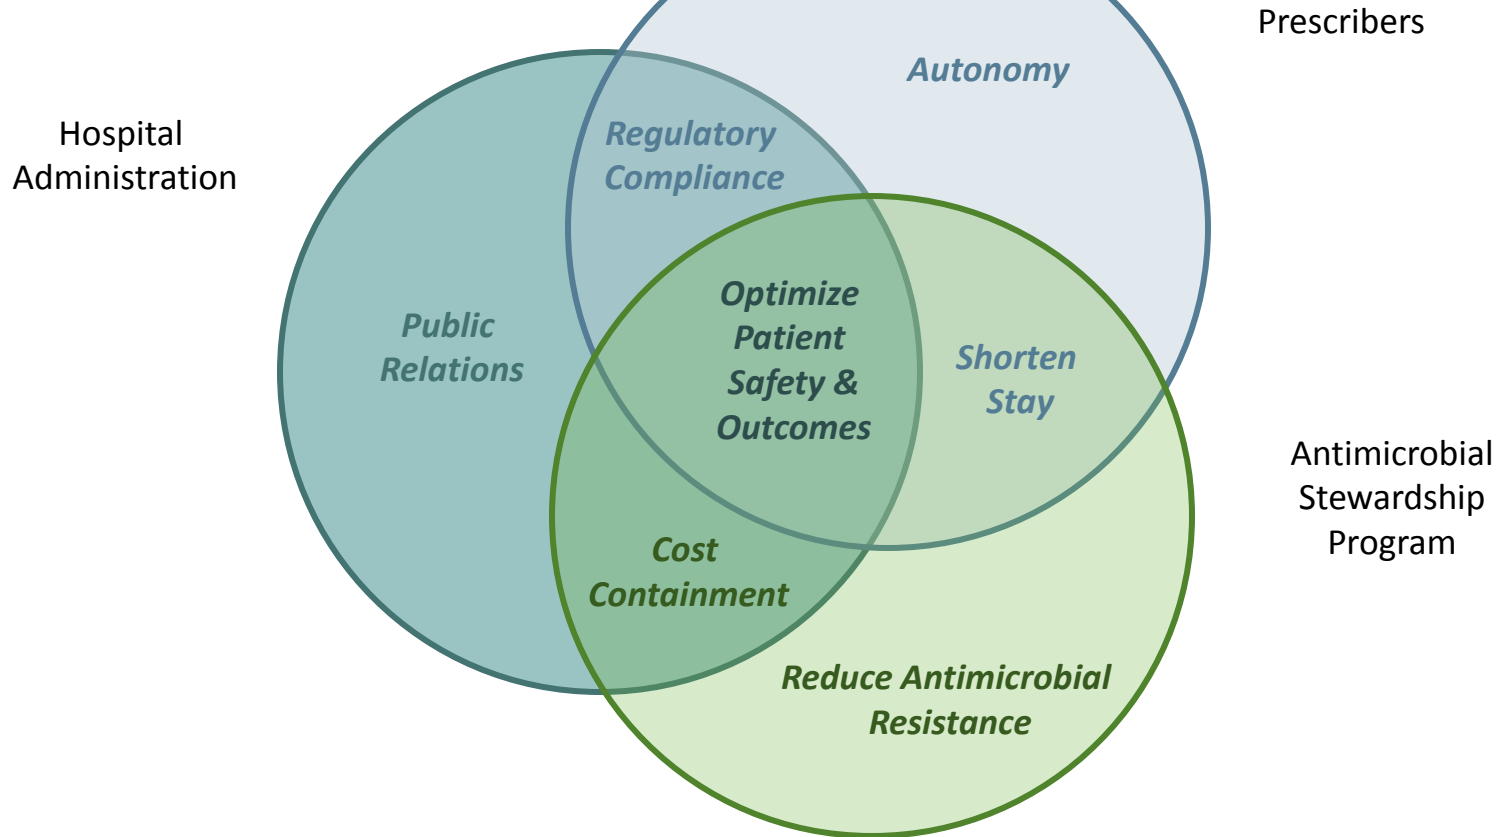 Prescribers
Autonomy
Hospital
Administration
Regulatory
Compliance
Public
Relations
Optimize
Patient
Safety &
Outcomes
Shorten
Stay
Antimicrobial
Stewardship
Program
Cost
Containment
Reduce Antimicrobial
Resistance